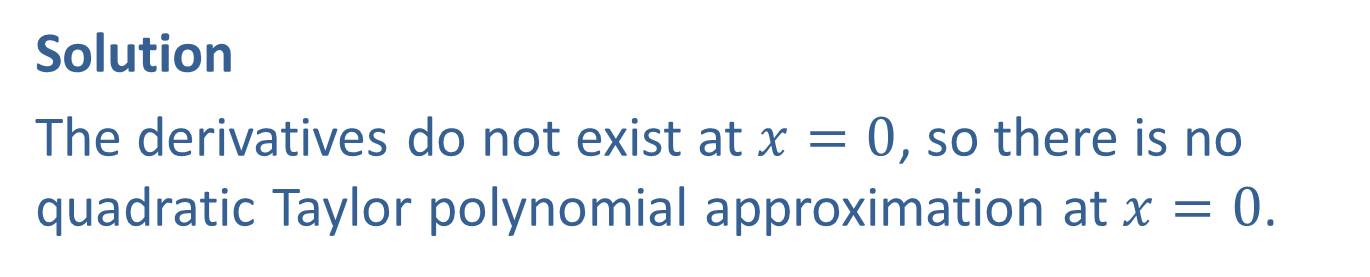 Solution
The derivatives do not exist at x = 0, so there is no
quadratic Taylor polynomial approximation at x = 0.